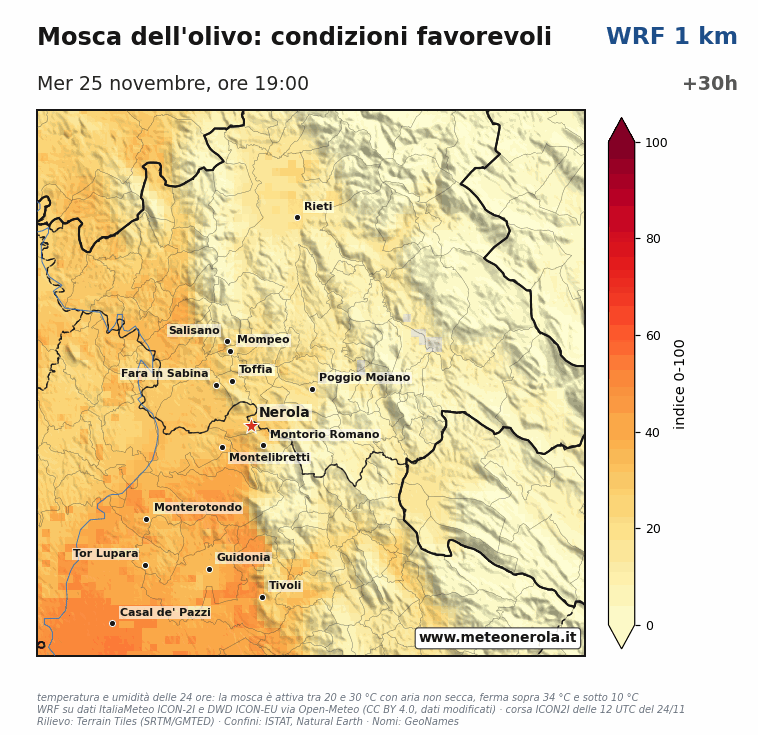 Mosca dell'olivo: condizioni favorevoli
WRF 1 km
Mer 25 novembre, ore 19:00
+30h
Rieti
Salisano
Mompeo
Toffia
Fara in Sabina
Poggio Moiano
Nerola
Montorio Romano
Montelibretti
Monterotondo
Tor Lupara
Guidonia
Tivoli
Casal de' Pazzi
www.meteonerola.it
100
80
60
40
20
0
indice 0-100
temperatura e umidità delle 24 ore: la mosca è attiva tra 20 e 30 °C con aria non secca, ferma sopra 34 °C e sotto 10 °C
WRF su dati ItaliaMeteo ICON-2I e DWD ICON-EU via Open-Meteo (CC BY 4.0, dati modificati) · corsa ICON2I delle 12 UTC del 24/11
Rilievo: Terrain Tiles (SRTM/GMTED) · Confini: ISTAT, Natural Earth · Nomi: GeoNames